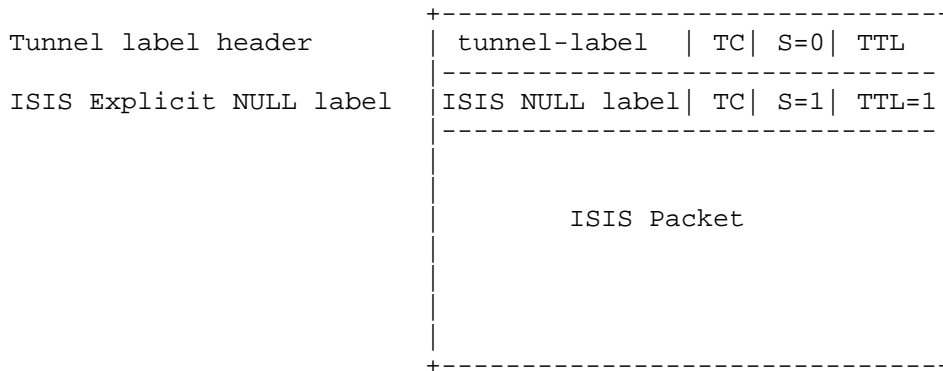 Tunnel label header | tunnel-label | TC| S=0| TTL
ISIS Explicit NULL label |ISIS NULL label| TC| S=1| TTL=1
ISIS Packet